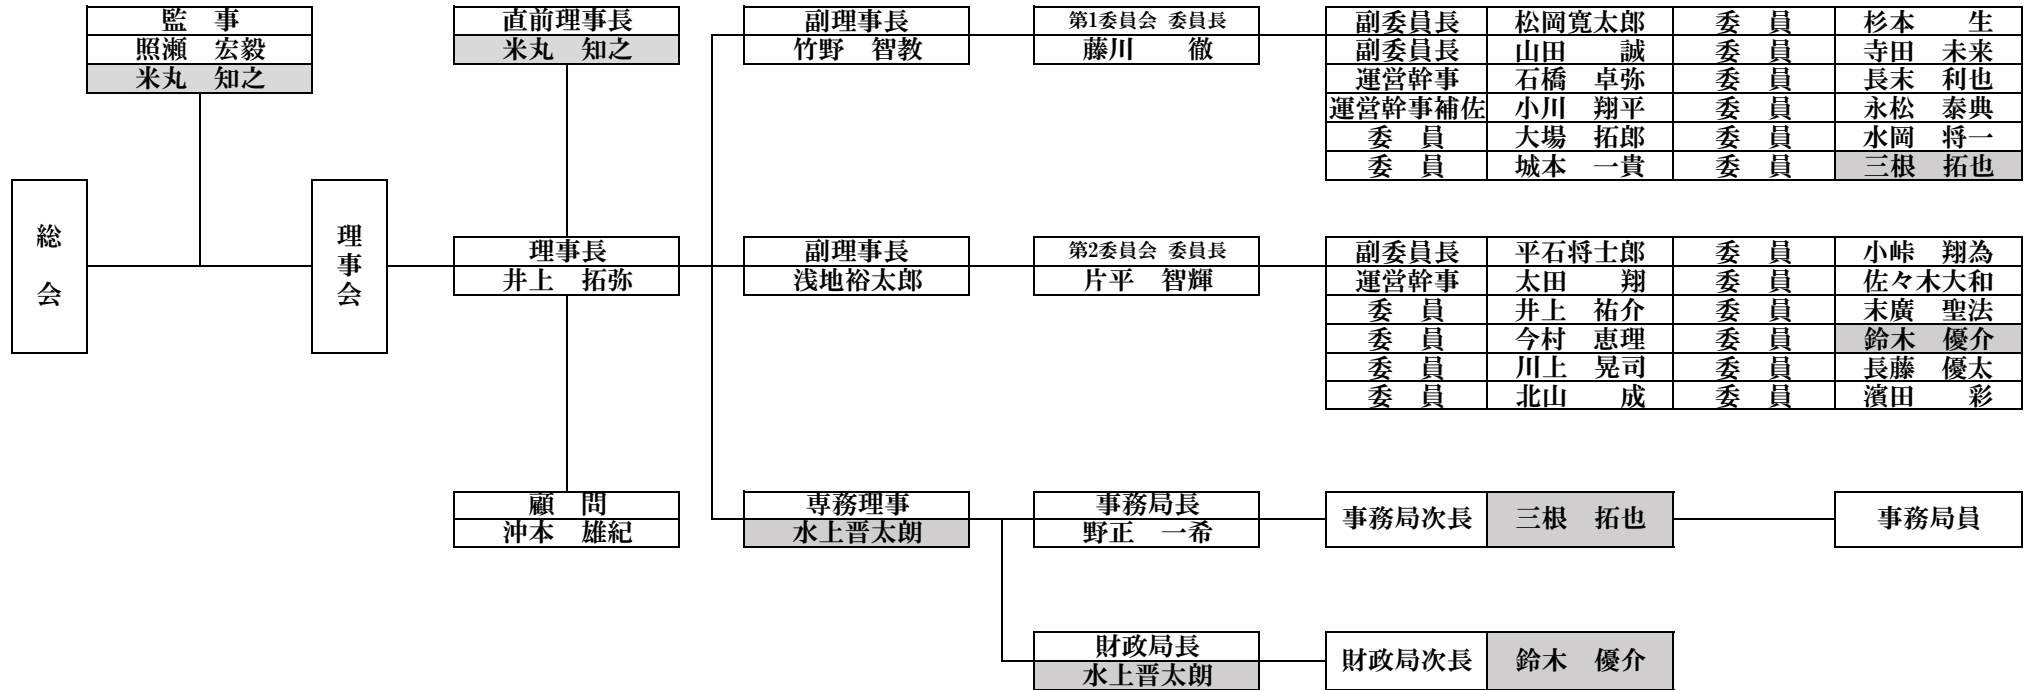 監　事
照瀬　宏毅
米丸　知之
総会
理事会
直前理事長
米丸　知之
理事長
井上　拓弥
顧　問
沖本　雄紀
副理事長
竹野　智教
第1委員会 委員長
藤川　　徹
副委員長 松岡寛太郎 委　員 杉本　　生
副委員長 山田　　誠 委　員 寺田　未来
運営幹事 石橋　卓弥 委　員 長末　利也
運営幹事補佐 小川　翔平 委　員 永松　泰典
委　員 大場　拓郎 委　員 水岡　将一
委　員 城本　一貴 委　員 三根　拓也
副理事長
浅地裕太郎
第2委員会 委員長
片平　智輝
副委員長 平石将士郎 委　員 小峠　翔為
運営幹事 太田　　翔 委　員 佐々木大和
委　員 井上　祐介 委　員 末廣　聖法
委　員 今村　恵理 委　員 鈴木　優介
委　員 川上　晃司 委　員 長藤　優太
委　員 北山　　成 委　員 濱田　　彩
専務理事
水上晋太朗
事務局長
野正　一希
事務局次長 三根　拓也 事務局員
財政局長
水上晋太朗
財政局次長 鈴木　優介